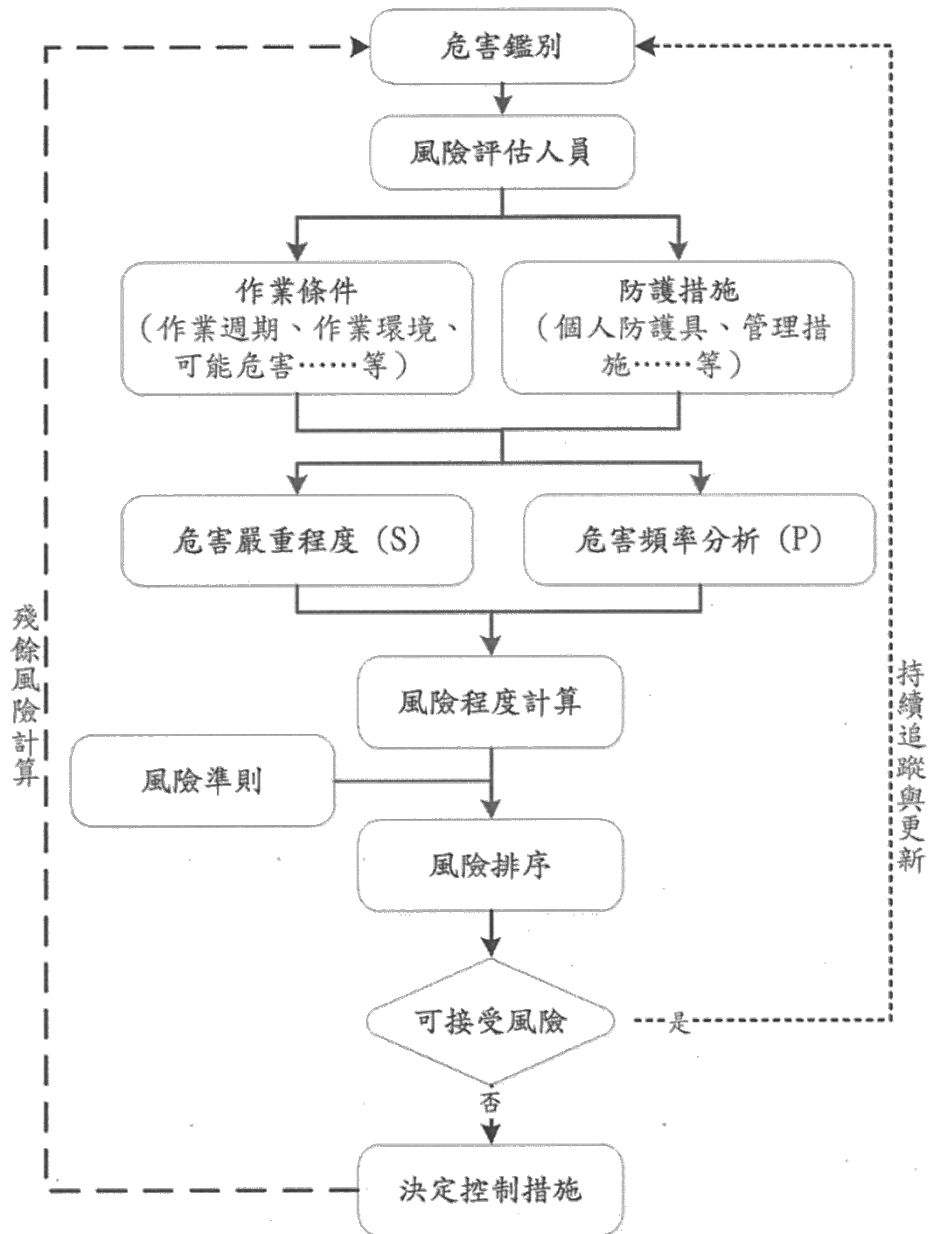 危害鑑別
風險評估人員
作業條件
（作業週期、作業環境、
可能危害……等）
防護措施
（個人防護具、管理措
施……等）
危害嚴重程度（S）
危害頻率分析（P）
殘餘風險計算
風險程度計算
持續追蹤與更新
風險準則
風險排序
可接受風險
是
否
決定控制措施